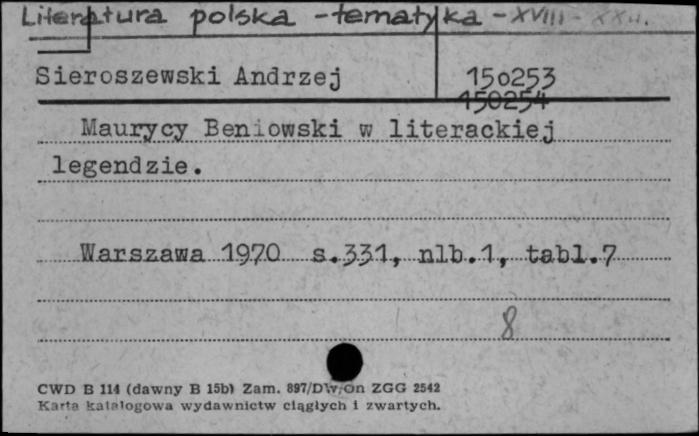 Literatura polska - tematyka - XVIII -
Sieroszewski Andrzej 150253
150254
Maurycy Beniowski w literackiej
legendzie.
Warszawa 1970 s.331, nlb.1, tabl.7
8
CWD B 114 (dawny B 15b) Zam. 897/DW/On ZGG 2542
Karta katalogowa wydawnictw ciągłych i zwartych.